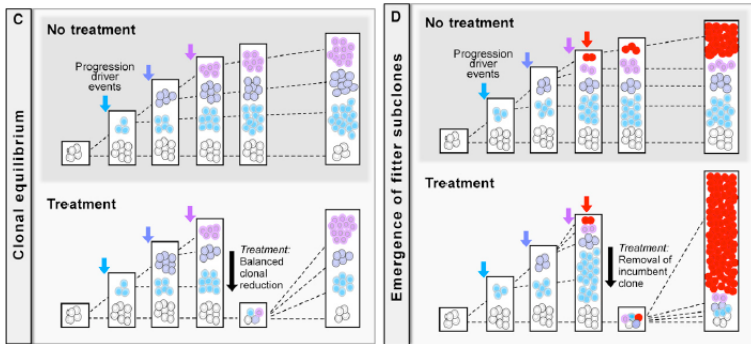 C
Clonal equilibrium
No treatment
Progression
driver
events
Treatment
Treatment:
Balanced
clonal
reduction
D
Emergence of fitter subclones
No treatment
Progression
driver
events
Treatment
Treatment:
Removal of
incumbent
clone